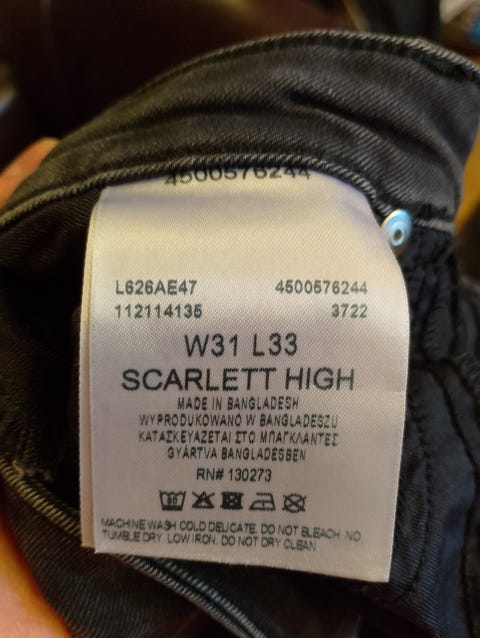 4500576244
L626AE47 4500576244
112114135 3722
W31 L33
SCARLETT HIGH
MADE IN BANGLADESH
WYPRODUKOWANO W BANGLADESZU
ΚΑΤΑΣΚΕΥΑΖΕΤΑΙ ΣΤΟ ΜΠΑΓΚΛΑΝΤΕΣ
GYÁRTVA BANGLADESBEN
RN# 130273
30
MACHINE WASH COLD DELICATE. DO NOT BLEACH. NO
TUMBLE DRY. LOW IRON. DO NOT DRY CLEAN